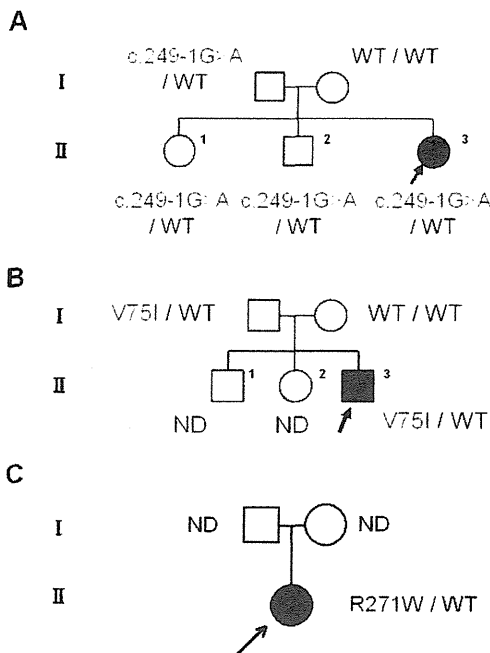 A
c.249-1G>A WT / WT
I / WT
II 1 2 3
c.249-1G>A c.249-1G>A c.249-1G>A
/ WT / WT / WT
B
I V75I / WT WT / WT
II 1 2 3
ND ND V75I / WT
C
I ND ND
II R271W / WT